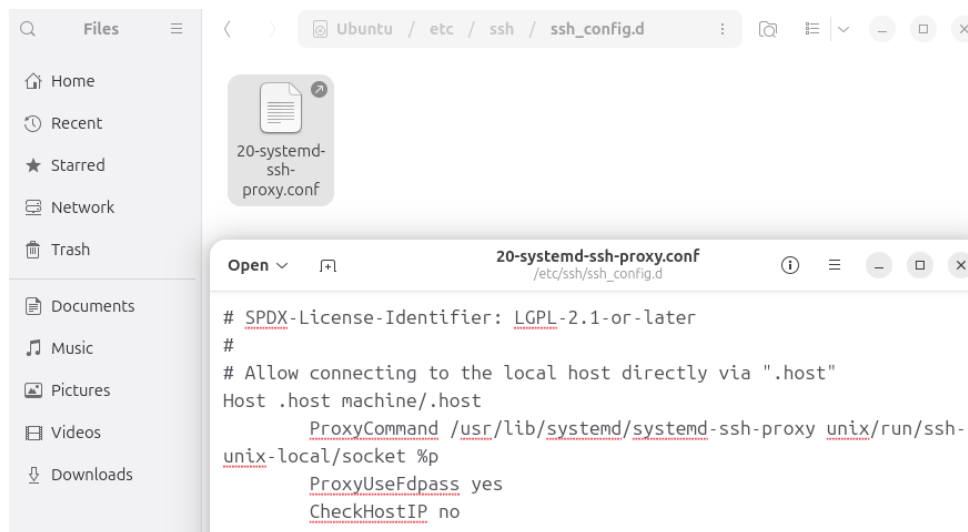 Files
Ubuntu / etc / ssh / ssh_config.d
Home
Recent
Starred
Network
Trash
Documents
Music
Pictures
Videos
Downloads
20-systemd-
ssh-
proxy.conf
Open
20-systemd-ssh-proxy.conf
/etc/ssh/ssh_config.d
# SPDX-License-Identifier: LGPL-2.1-or-later
#
# Allow connecting to the local host directly via ".host"
Host .host machine/.host
ProxyCommand /usr/lib/systemd/systemd-ssh-proxy unix/run/ssh-
unix-local/socket %p
ProxyUseFdpass yes
CheckHostIP no